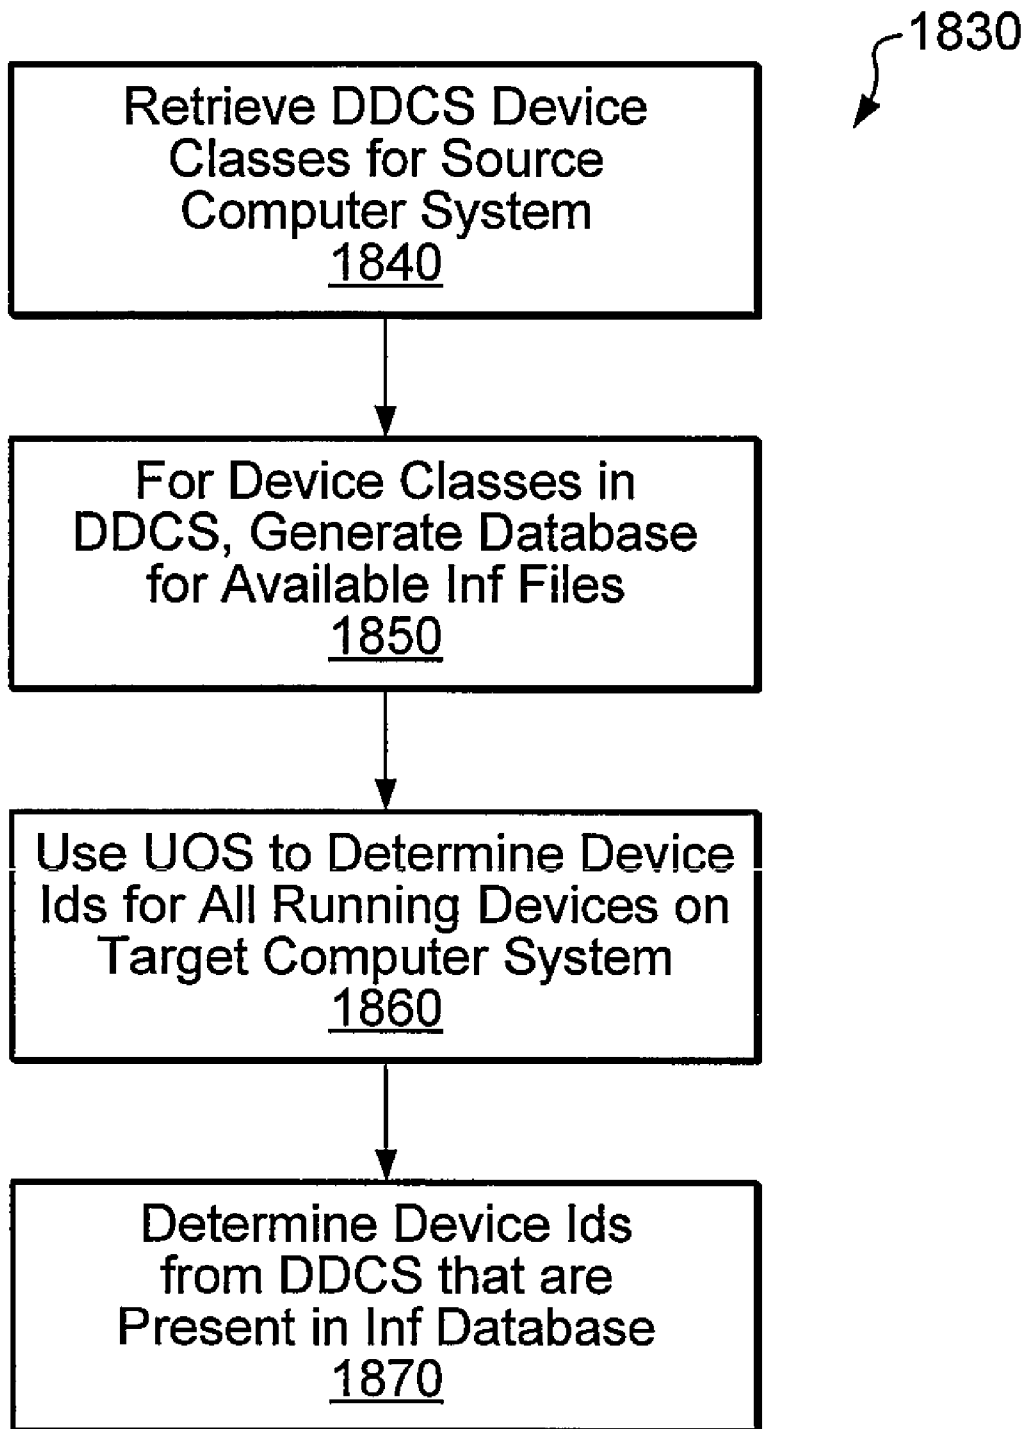 1830
Retrieve DDCS Device
Classes for Source
Computer System
1840
For Device Classes in
DDCS, Generate Database
for Available Inf Files
1850
Use UOS to Determine Device
Ids for All Running Devices on
Target Computer System
1860
Determine Device Ids
from DDCS that are
Present in Inf Database
1870